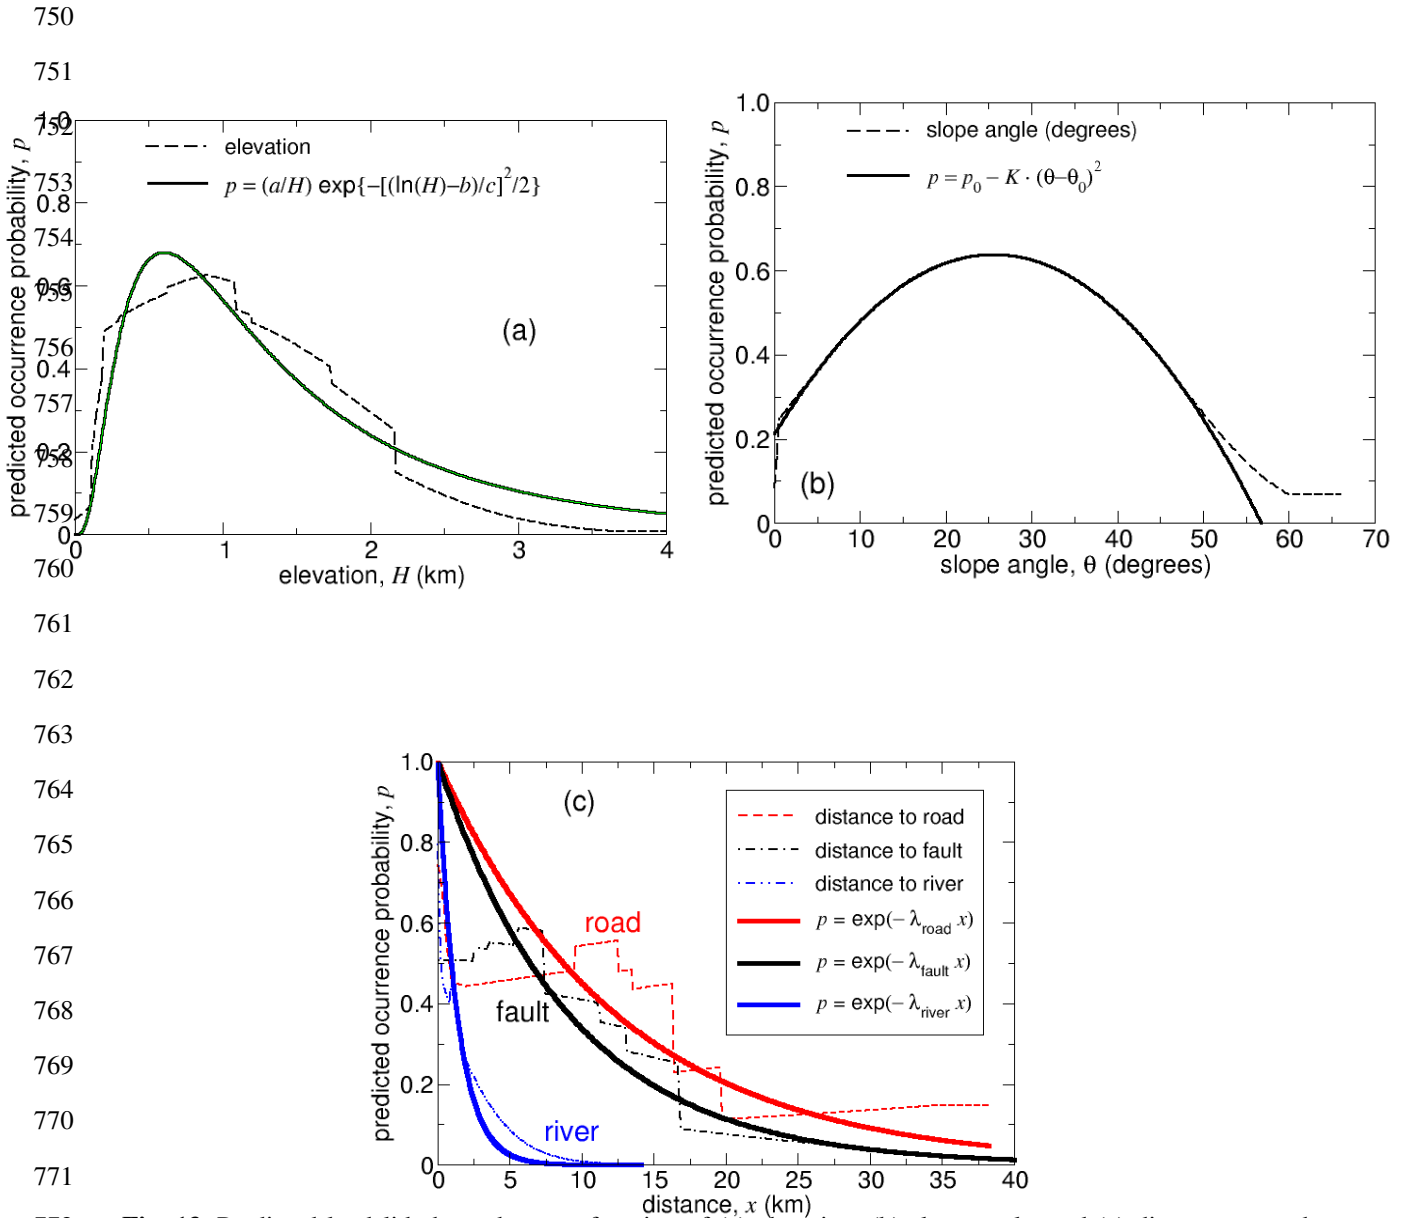 750
751
752
753
754
755
756
757
758
759
760
761
762
763
764
765
766
767
768
769
770
771
predicted occurrence probability, p
1.0
0.8
0.6
0.4
0.2
0
elevation
p = (a/H) exp{−[(ln(H)−b)/c]²/2}
(a)
0 1 2 3 4
elevation, H (km)
predicted occurrence probability, p
1.0
0.8
0.6
0.4
0.2
0
slope angle (degrees)
p = p₀ − K · (θ−θ₀)²
(b)
0 10 20 30 40 50 60 70
slope angle, θ (degrees)
predicted ocurrence probability, p
1.0
0.8
0.6
0.4
0.2
0
(c)
distance to road
distance to fault
distance to river
p = exp(− λroad x)
p = exp(− λfault x)
p = exp(− λriver x)
road
fault
river
0 5 10 15 20 25 30 35 40
distance, x (km)